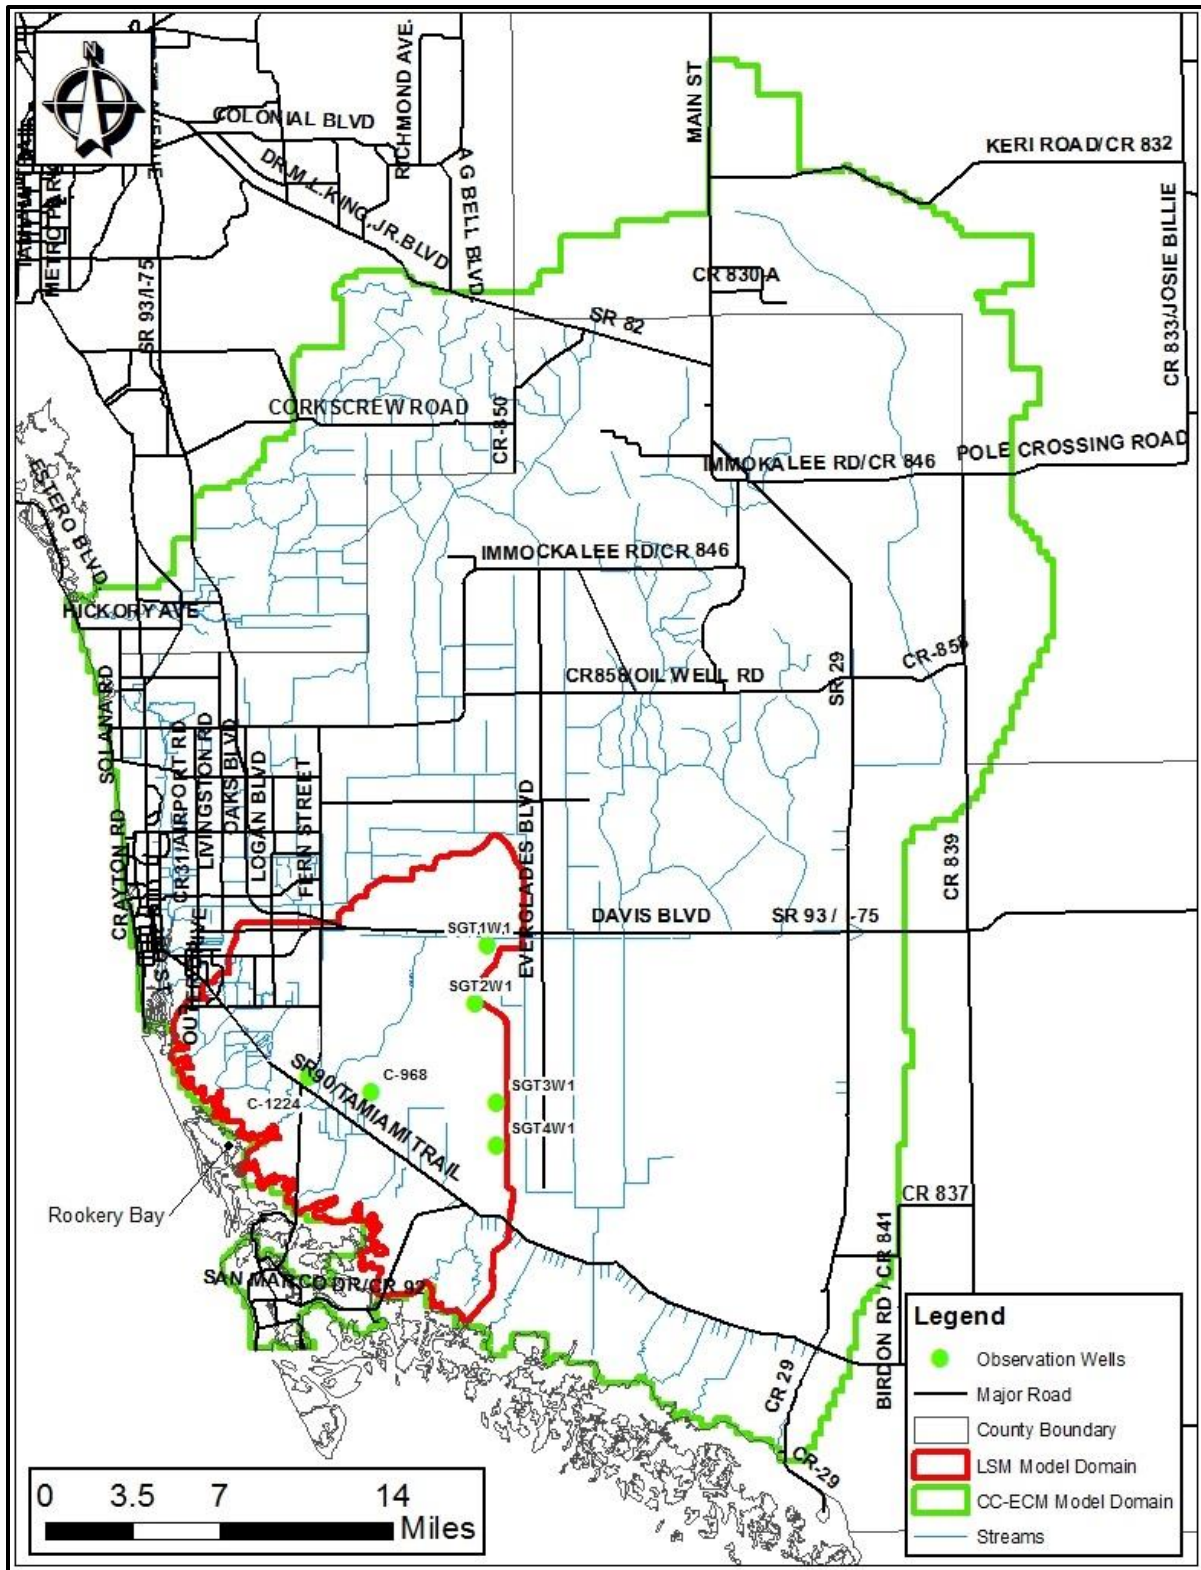 N
COLONIAL BLVD
RICHMOND AVE.
MAIN ST
KERI ROAD/CR 832
DR.M.L.KING,JR.BLVD
A G BELL BLVD.
METRO PARK
SR 93/I-75
CR 830-A
CR 833/JOSIE BILLIE
SR 82
CORKSCREW ROAD
CR-850
IMMOKALEE RD/CR 846
POLE CROSSING ROAD
ESTERO BLVD.
IMMOCKALEE RD/CR 846
HICKORY AVE
CR858/OIL WELL RD
SR 29
CR-858
SOLANA RD
CR31/AIRPORT RD
LIVINGSTON RD
OAKS BLVD
LOGAN BLVD
FERN STREET
EVERGLADES BLVD
CRAYTON RD
CR 839
DAVIS BLVD
SR 93 / I-75
SGT1W1
SGT2W1
C-968
SGT3W1
C-1224
SR90/TAMIAMI TRAIL
SGT4W1
Rookery Bay
CR 837
BIRDON RD / CR 841
SAN MARCO DR/CR 92
CR 29
CR-29
Legend
Observation Wells
Major Road
County Boundary
LSM Model Domain
CC-ECM Model Domain
Streams
0 3.5 7 14
Miles